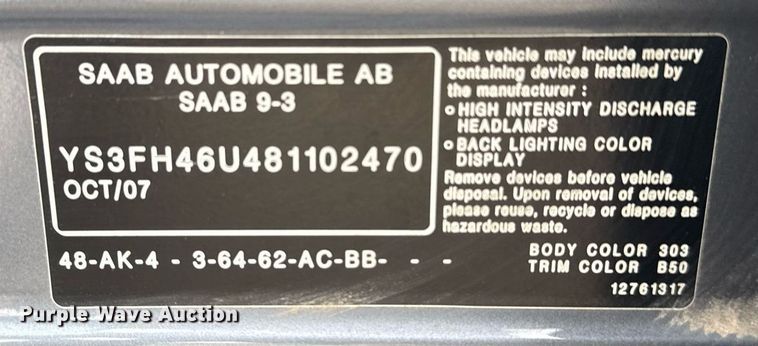 SAAB AUTOMOBILE AB
SAAB 9-3
YS3FH46U481102470
OCT/07
48-AK-4 - 3-64-62-AC-BB- - -
This vehicle may include mercury
containing devices installed by
the manufacturer :
o HIGH INTENSITY DISCHARGE
HEADLAMPS
o BACK LIGHTING COLOR
DISPLAY
Remove devices before vehicle
disposal. Upon removal of devices,
please reuse, recycle or dispose as
hazardous waste.
BODY COLOR 303
TRIM COLOR B50
12761317
Purple Wave Auction